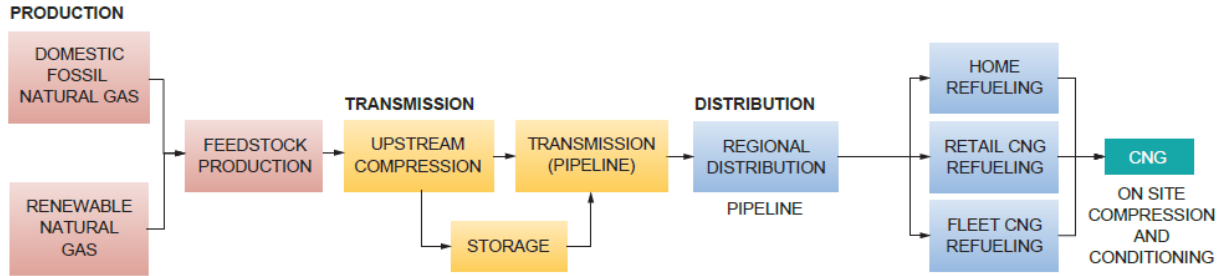 PRODUCTION
DOMESTIC
FOSSIL
NATURAL GAS
RENEWABLE
NATURAL
GAS
FEEDSTOCK
PRODUCTION
TRANSMISSION
UPSTREAM
COMPRESSION
STORAGE
TRANSMISSION
(PIPELINE)
DISTRIBUTION
REGIONAL
DISTRIBUTION
PIPELINE
HOME
REFUELING
RETAIL CNG
REFUELING
FLEET CNG
REFUELING
CNG
ON SITE
COMPRESSION
AND
CONDITIONING